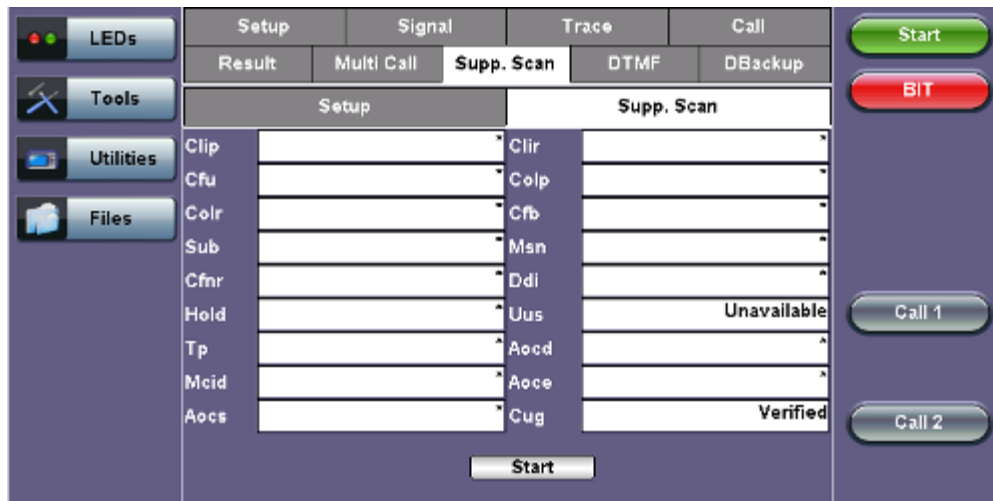 LEDs
Tools
Utilities
Files
Setup Signal Trace Call
Result Multi Call Supp. Scan DTMF DBackup
Setup Supp. Scan
Clip * Clir *
Cfu * Colp *
Colr * Cfb *
Sub * Msn *
Cfnr * Ddi *
Hold * Uus Unavailable
Tp * Aocd *
Mcid * Aoce *
Aocs * Cug Verified
Start
Start
BIT
Call 1
Call 2